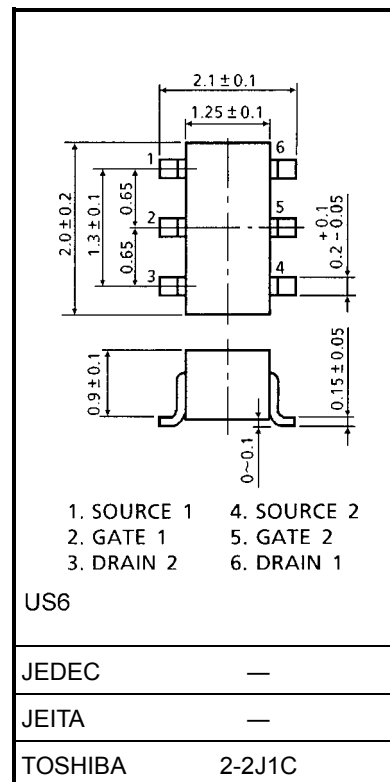 2.1±0.1
1.25±0.1
1
6
2
5
3
4
2.0±0.2
1.3±0.1
0.65
0.65
+0.1
0.2-0.05
0.9±0.1
0.15±0.05
0~0.1
1. SOURCE 1 4. SOURCE 2
2. GATE 1 5. GATE 2
3. DRAIN 2 6. DRAIN 1
US6
JEDEC —
JEITA —
TOSHIBA 2-2J1C